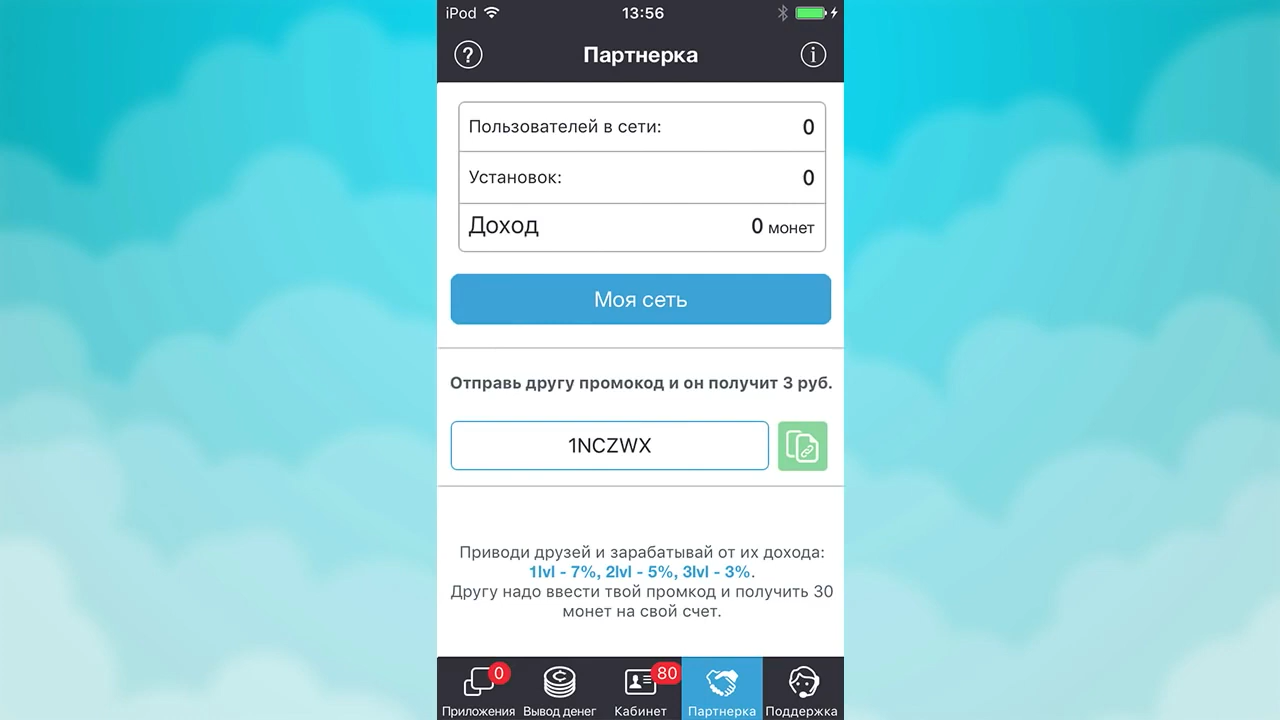 iPod 13:56
? Партнерка i
Пользователей в сети: 0
Установок: 0
Доход 0 монет
Моя сеть
Отправь другу промокод и он получит 3 руб.
1NCZWX
Приводи друзей и зарабатывай от их дохода:
1lvl - 7%, 2lvl - 5%, 3lvl - 3%.
Другу надо ввести твой промкод и получить 30
монет на свой счет.
0 80
Приложения Вывод денег Кабинет Партнерка Поддержка